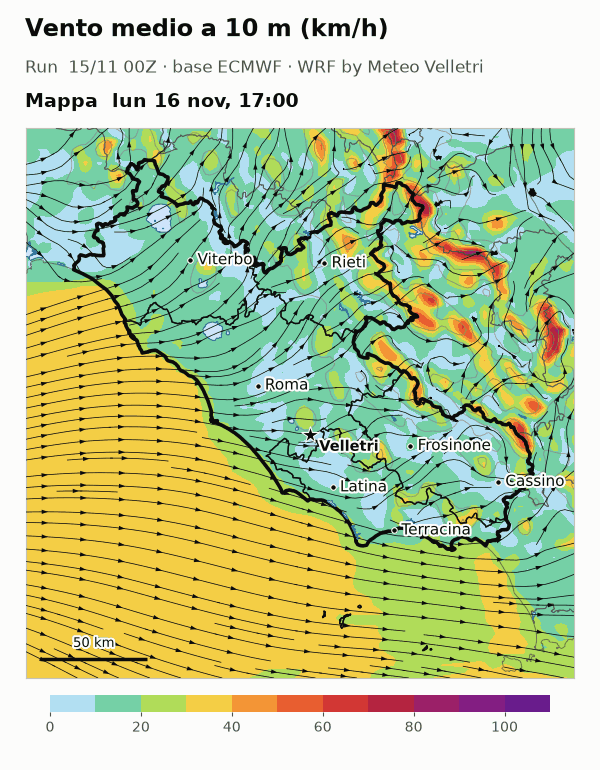 Vento medio a 10 m (km/h)
Run 15/11 00Z · base ECMWF · WRF by Meteo Velletri
Mappa lun 16 nov, 17:00
Viterbo
Rieti
Roma
Velletri
Frosinone
Cassino
Latina
Terracina
50 km
0 20 40 60 80 100